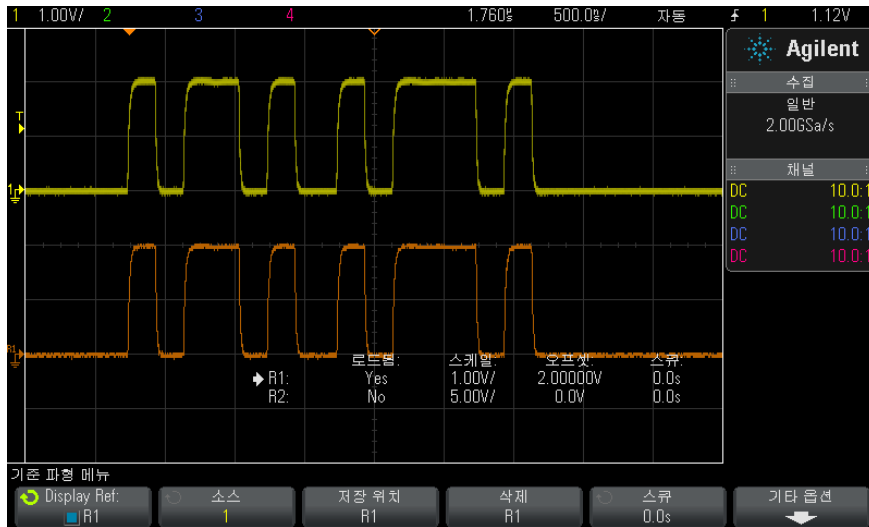 1 1.00V/ 2 3 4 1.760㎲ 500.0㎱/ 자동 1 1.12V
Agilent
수집
일반
2.00GSa/s
채널
DC 10.0:1
DC 10.0:1
DC 10.0:1
DC 10.0:1
T
1
R1
로드됨: 스케일: 오프셋: 스큐:
R1: Yes 1.00V/ 2.00000V 0.0s
R2: No 5.00V/ 0.0V 0.0s
기준 파형 메뉴
Display Ref: R1
소스 1
저장 위치 R1
삭제 R1
스큐 0.0s
기타 옵션